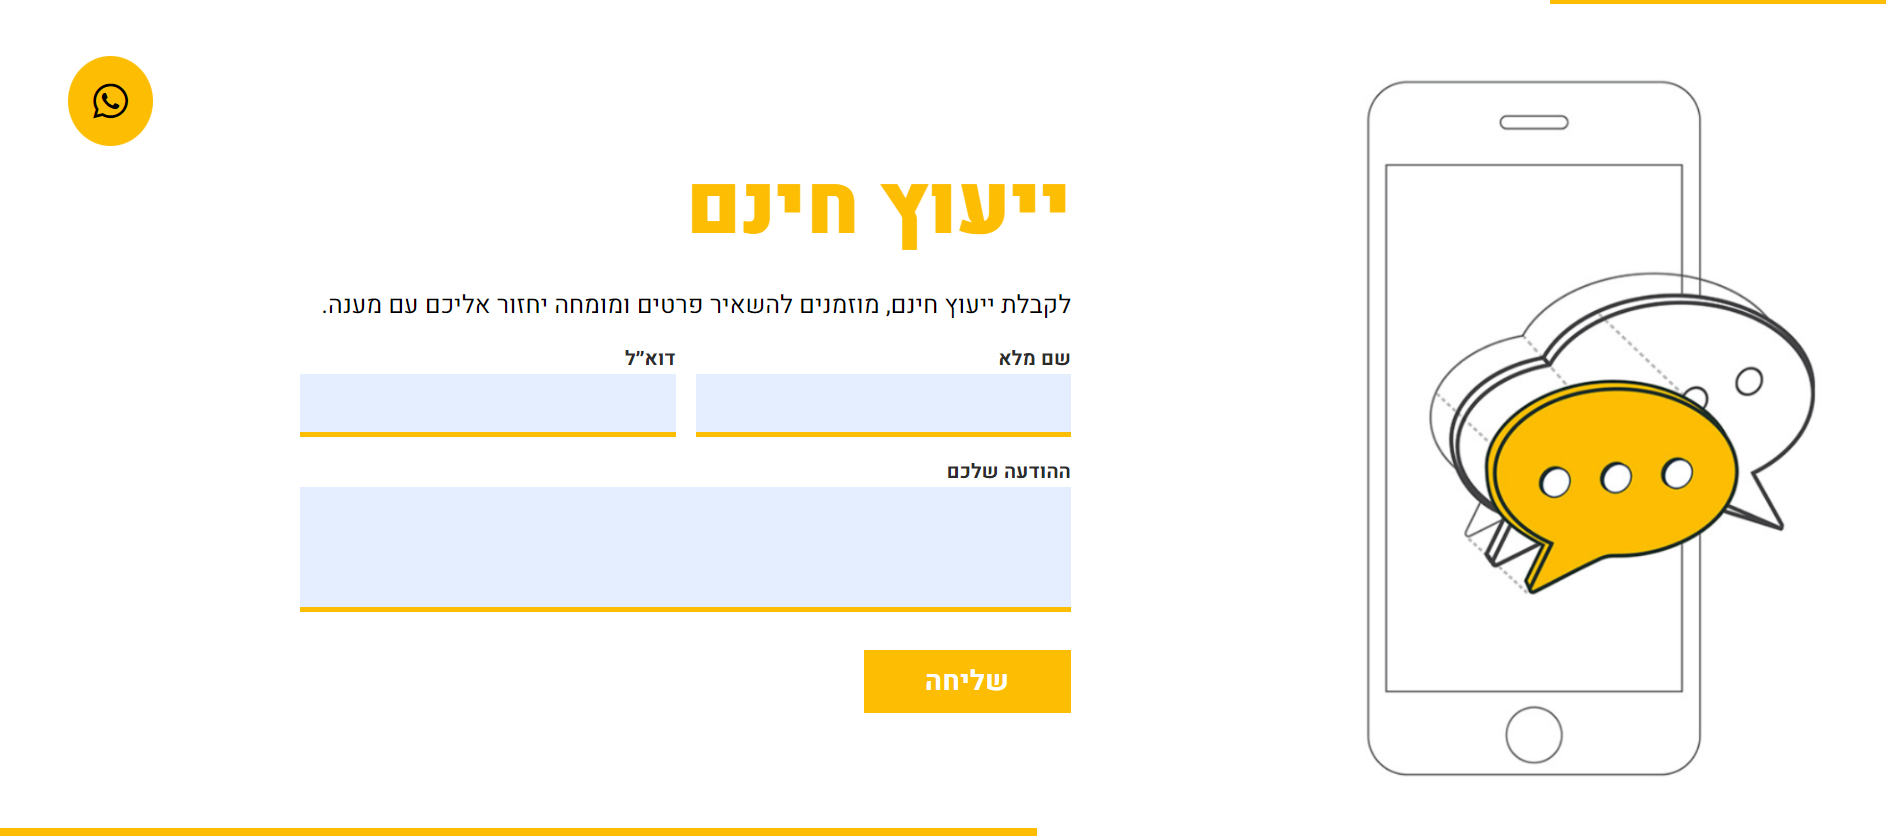 ייעוץ חינם
לקבלת ייעוץ חינם, מוזמנים להשאיר פרטים ומומחה יחזור אליכם עם מענה.
שם מלא
דוא״ל
ההודעה שלכם
שליחה